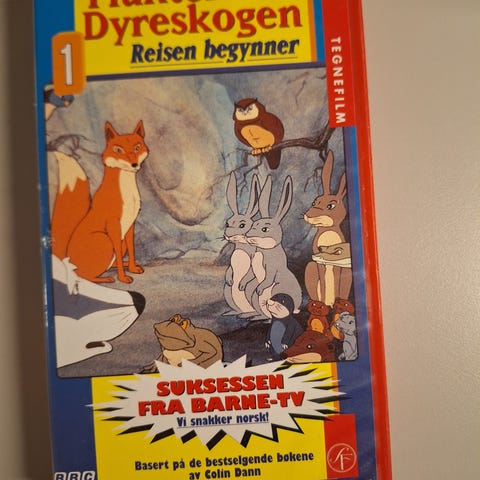 Dyreskogen
Reisen begynner
1
TEGNEFILM
SUKSESSEN
FRA BARNE-TV
Vi snakker norsk!
Basert på de bestselgende bøkene
av Colin Dann
BBC
SF